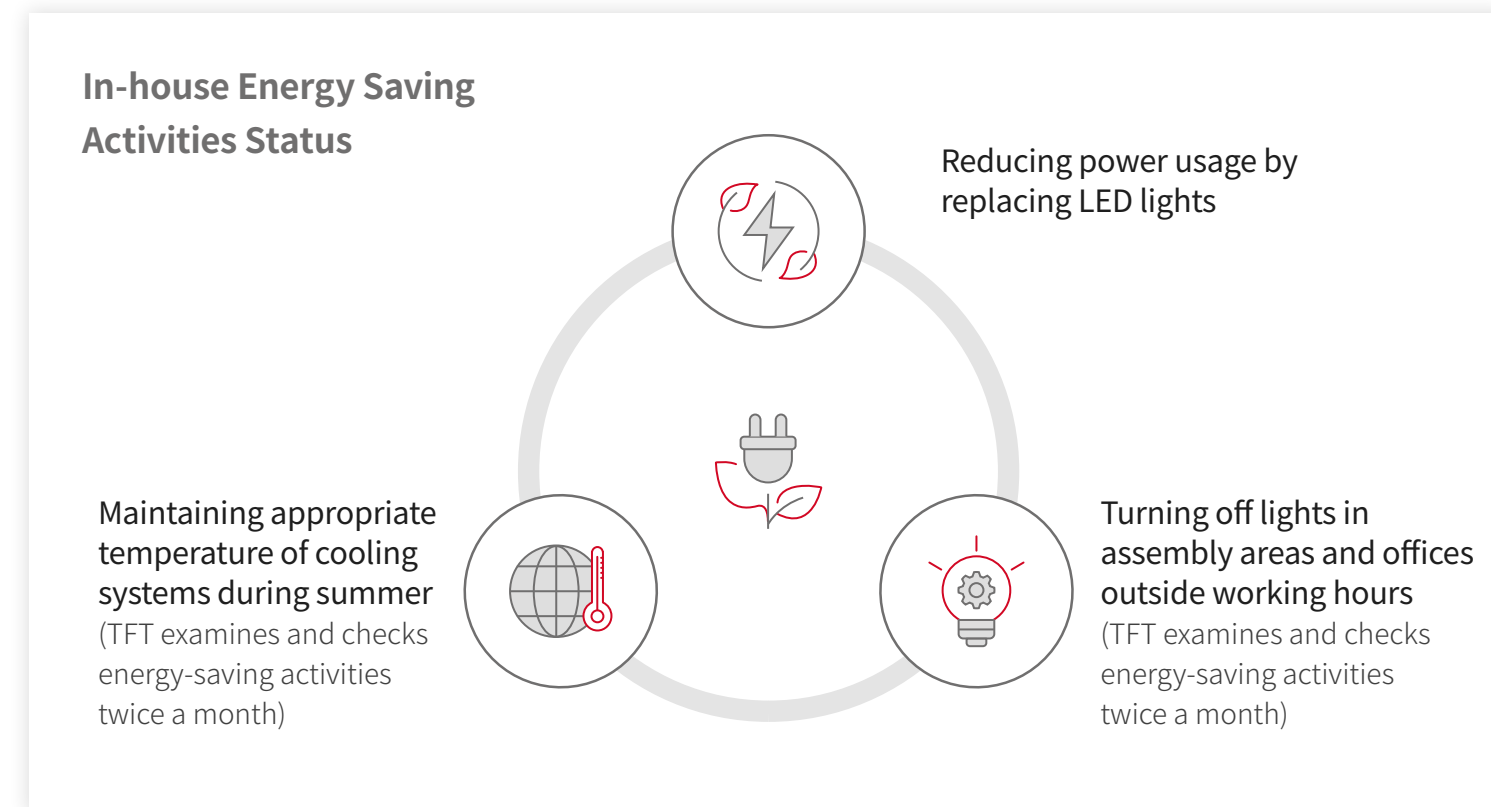 In-house Energy Saving
Activities Status
Reducing power usage by
replacing LED lights
Maintaining appropriate
temperature of cooling
systems during summer
(TFT examines and checks
energy-saving activities
twice a month)
Turning off lights in
assembly areas and offices
outside working hours
(TFT examines and checks
energy-saving activities
twice a month)